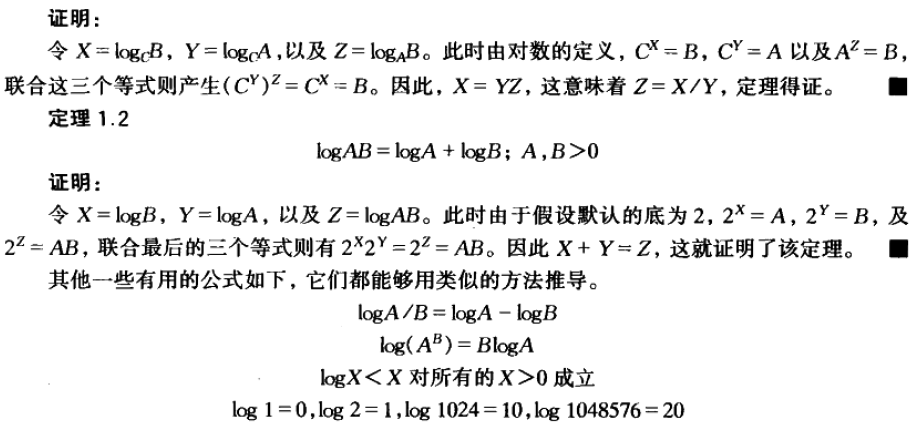 证明：
令 X = log_C B，Y = log_C A，以及 Z = log_A B。此时由对数的定义，C^X = B，C^Y = A 以及 A^Z = B，
联合这三个等式则产生(C^Y)^Z = C^X = B。因此，X = YZ，这意味着 Z = X/Y，定理得证。 ■
定理 1.2
logAB = logA + logB；A，B>0
证明：
令 X = logB，Y = logA，以及 Z = logAB。此时由于假设默认的底为 2，2^X = A，2^Y = B，及
2^Z = AB，联合最后的三个等式则有 2^X2^Y = 2^Z = AB。因此 X + Y = Z，这就证明了该定理。 ■
其他一些有用的公式如下，它们都能够用类似的方法推导。
logA/B = logA − logB
log(A^B) = BlogA
logX < X 对所有的 X>0 成立
log 1 = 0，log 2 = 1，log 1024 = 10，log 1048576 = 20